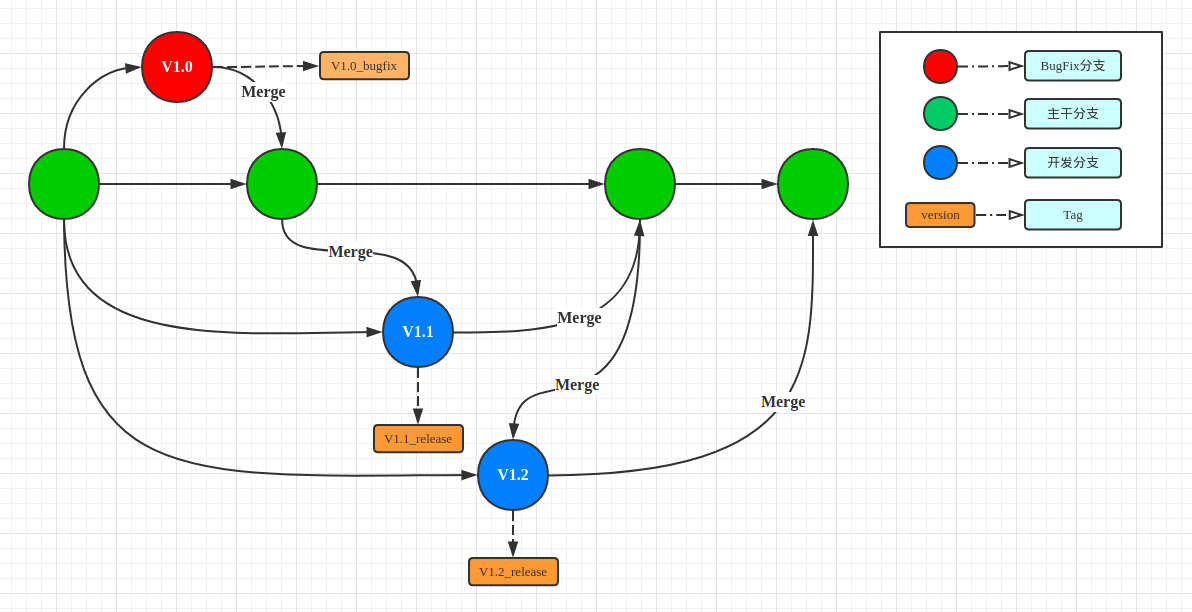 V1.0
V1.0_bugfix
Merge
Merge
V1.1
Merge
V1.1_release
Merge
Merge
V1.2
V1.2_release
BugFix分支
主干分支
开发分支
version
Tag